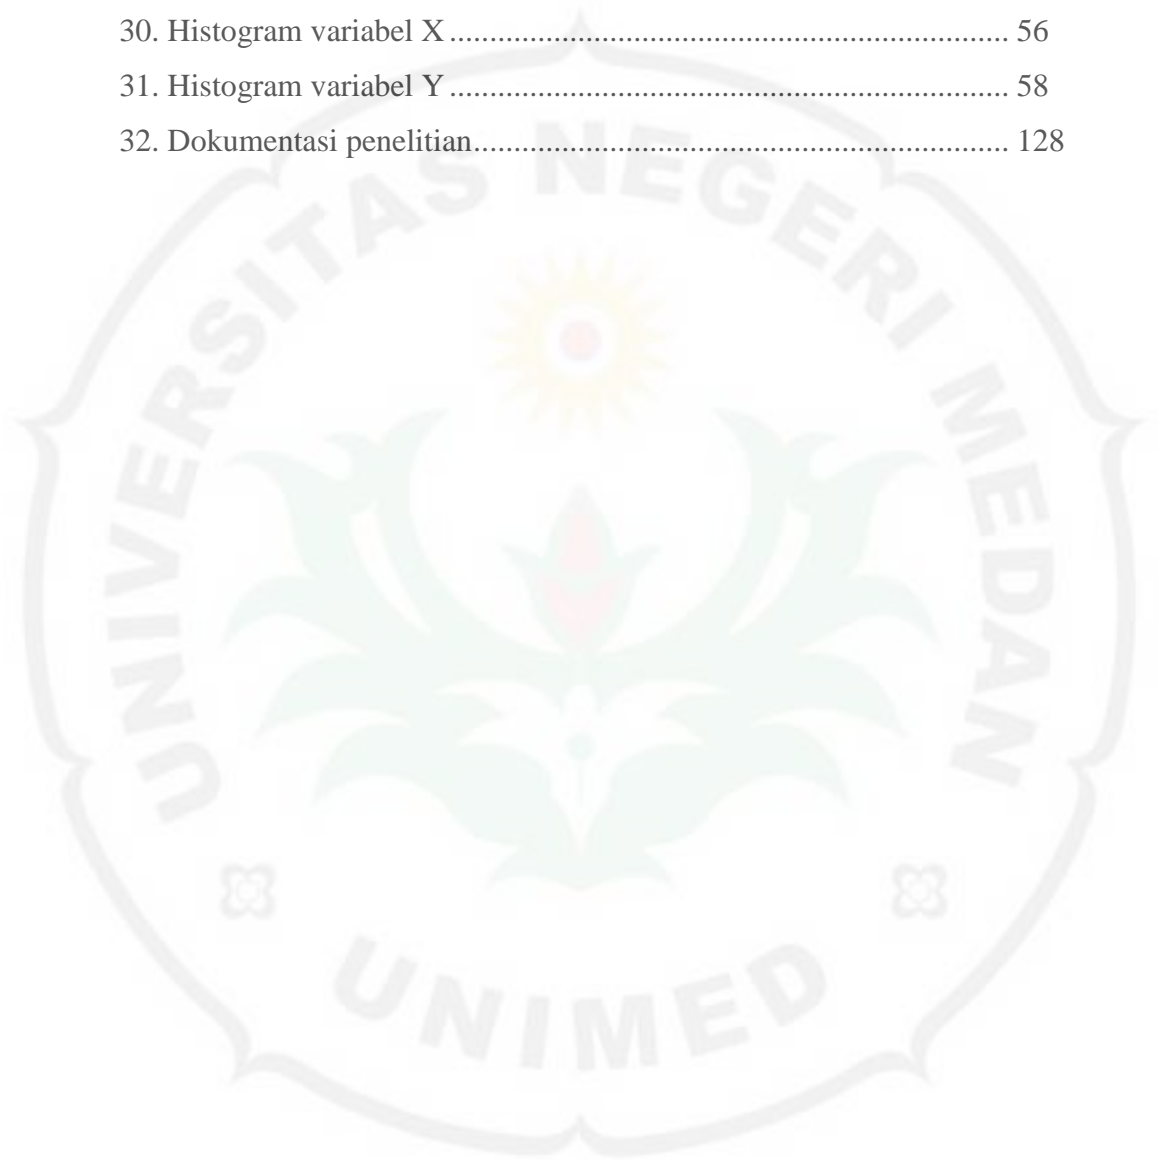 30. Histogram variabel X ...................................................................... 56
31. Histogram variabel Y ...................................................................... 58
32. Dokumentasi penelitian................................................................... 128
UNIVERSITAS NEGERI MEDAN
UNIMED